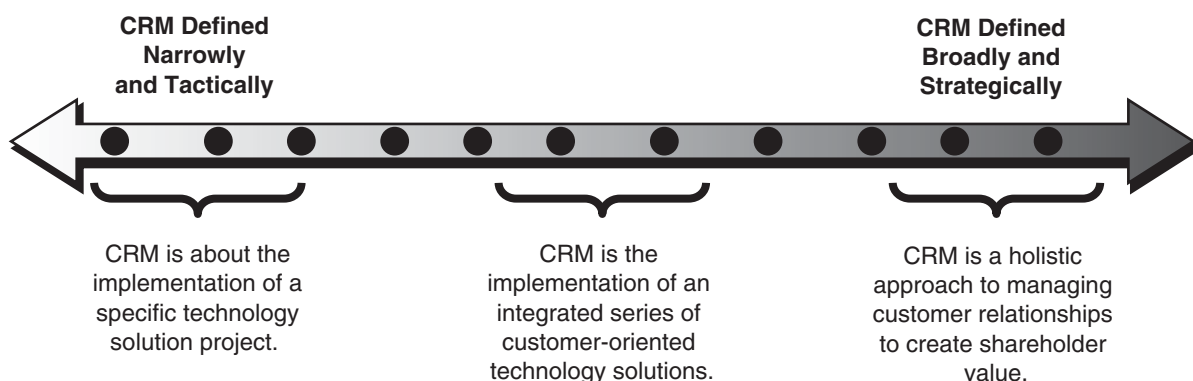 CRM Defined
Narrowly
and Tactically
CRM Defined
Broadly and
Strategically
CRM is about the
implementation of a
specific technology
solution project.
CRM is the
implementation of an
integrated series of
customer-oriented
technology solutions.
CRM is a holistic
approach to managing
customer relationships
to create shareholder
value.